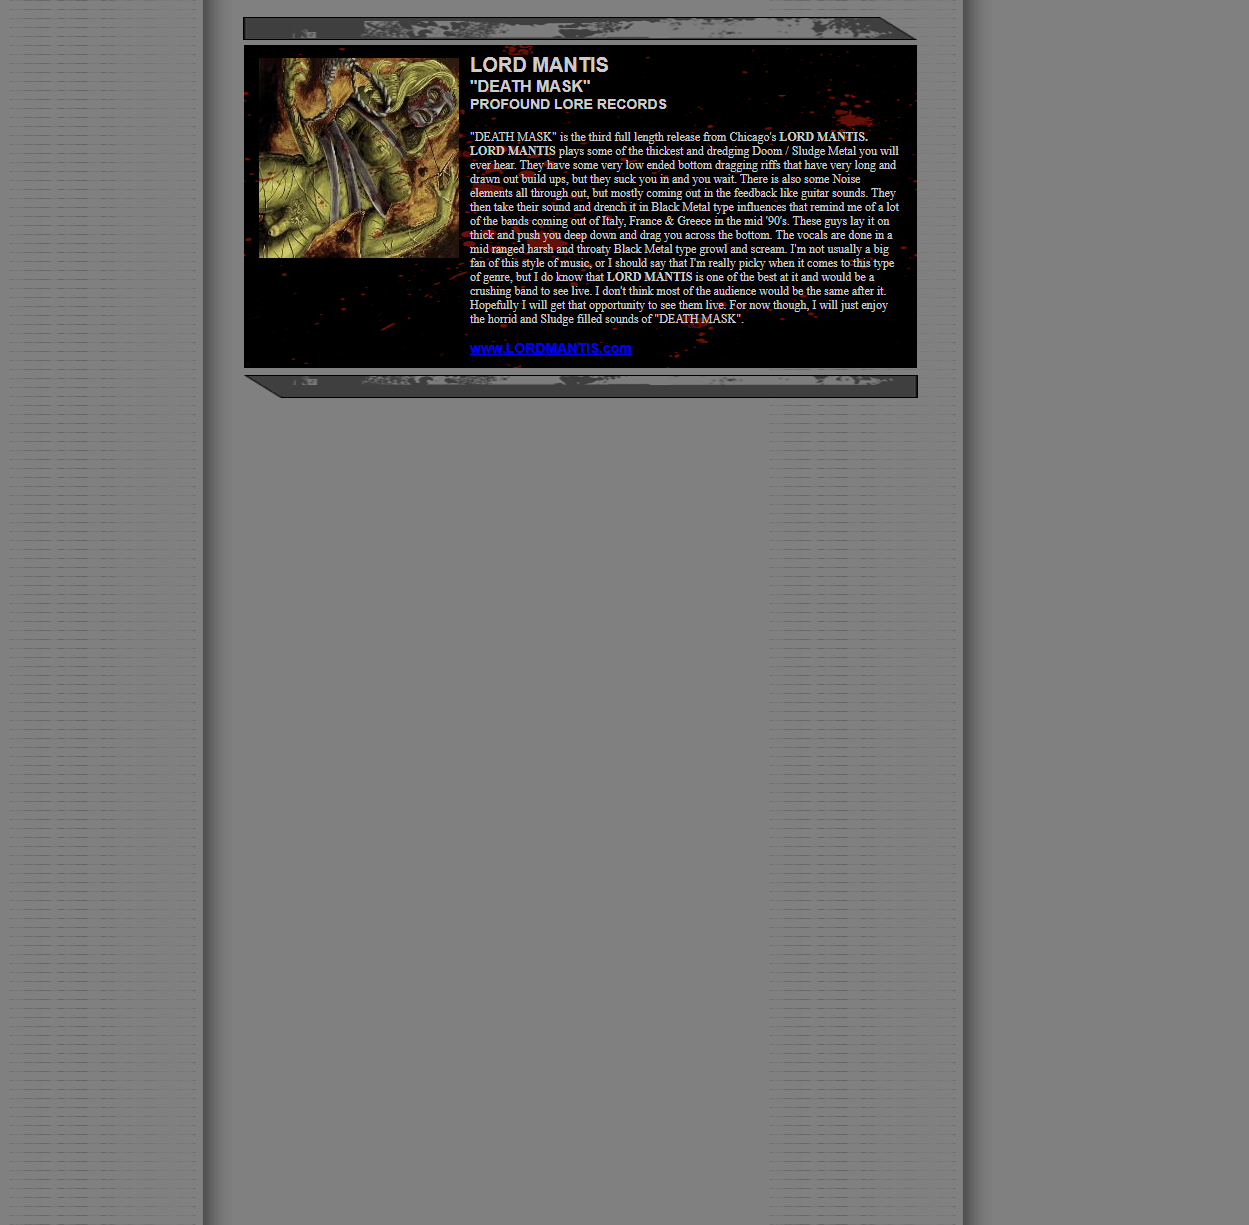 LORD MANTIS
"DEATH MASK"
PROFOUND LORE RECORDS
"DEATH MASK" is the third full length release from Chicago's LORD MANTIS.
LORD MANTIS plays some of the thickest and dredging Doom / Sludge Metal you will
ever hear. They have some very low ended bottom dragging riffs that have very long and
drawn out build ups, but they suck you in and you wait. There is also some Noise
elements all through out, but mostly coming out in the feedback like guitar sounds. They
then take their sound and drench it in Black Metal type influences that remind me of a lot
of the bands coming out of Italy, France & Greece in the mid '90's. These guys lay it on
thick and push you deep down and drag you across the bottom. The vocals are done in a
mid ranged harsh and throaty Black Metal type growl and scream. I'm not usually a big
fan of this style of music, or I should say that I'm really picky when it comes to this type
of genre, but I do know that LORD MANTIS is one of the best at it and would be a
crushing band to see live. I don't think most of the audience would be the same after it.
Hopefully I will get that opportunity to see them live. For now though, I will just enjoy
the horrid and Sludge filled sounds of "DEATH MASK".
www.LORDMANTIS.com